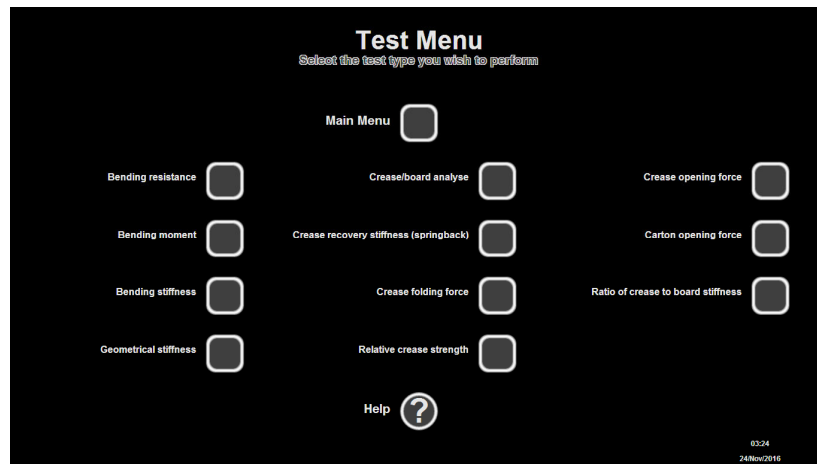 Test Menu
Select the test type you wish to perform
Main Menu
Bending resistance
Crease/board analyse
Crease opening force
Bending moment
Crease recovery stiffness (springback)
Carton opening force
Bending stiffness
Crease folding force
Ratio of crease to board stiffness
Geometrical stiffness
Relative crease strength
Help
?
03:24
24/Nov/2016